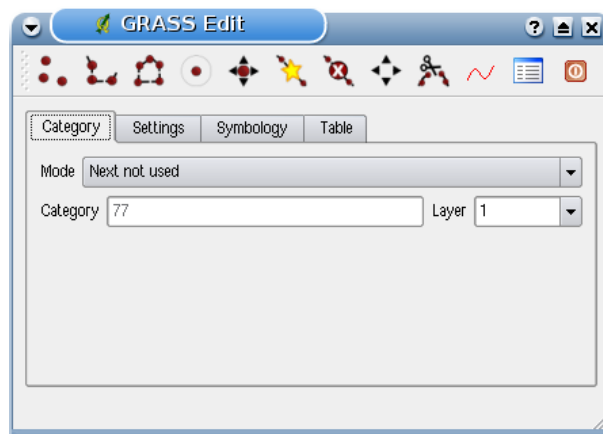 GRASS Edit
Category Settings Symbology Table
Mode Next not used
Category 77 Layer 1